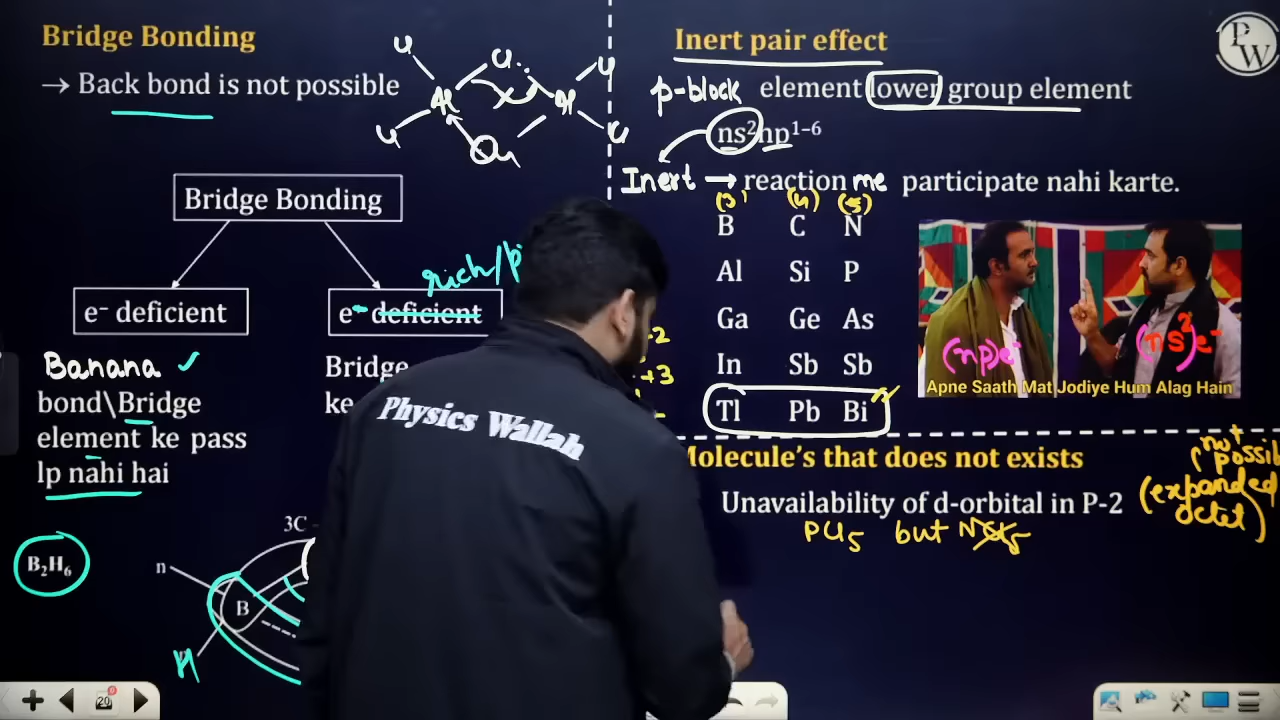 Bridge Bonding
→ Back bond is not possible
Bridge Bonding
e⁻ deficient
rich/
e⁻ deficient
Banana ✓
bond\Bridge
element ke pass
lp nahi hai
Bridge
ke
B₂H₆
3C
n
B
H
Inert pair effect
p-block element lower group element
ns²np¹⁻⁶
Inert → reaction me participate nahi karte.
(3) (4) (5)
B C N
Al Si P
Ga Ge As
In Sb Sb
Tl Pb Bi
+3
(np)e⁻
(ns²)e⁻
Apne Saath Mat Jodiye Hum Alag Hain
Molecule's that does not exists
not
Unavailability of d-orbital in P-2
(expanded
octet)
PCl₅ but NCl₅
Physics Wallah
P
W
20